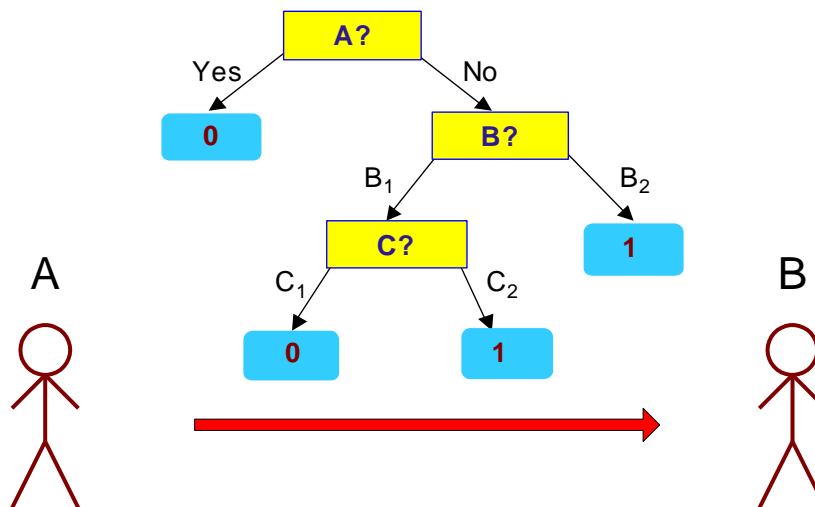 A?
Yes No
0
B?
B₁ B₂
C? 1
A B
C₁ C₂
0 1